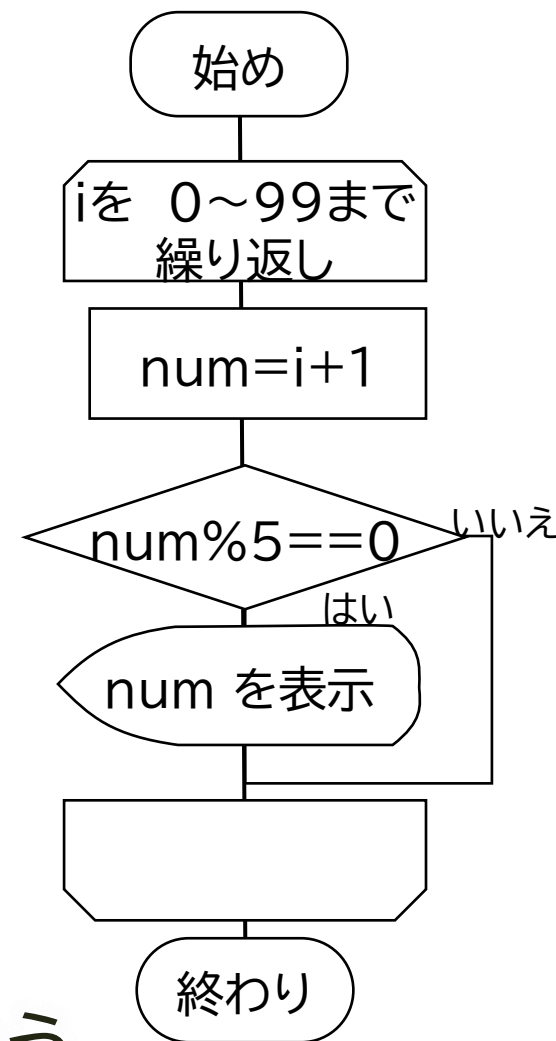 始め
iを　0～99まで
繰り返し
num=i+1
num%5==0
いいえ
はい
num を表示
終わり
う